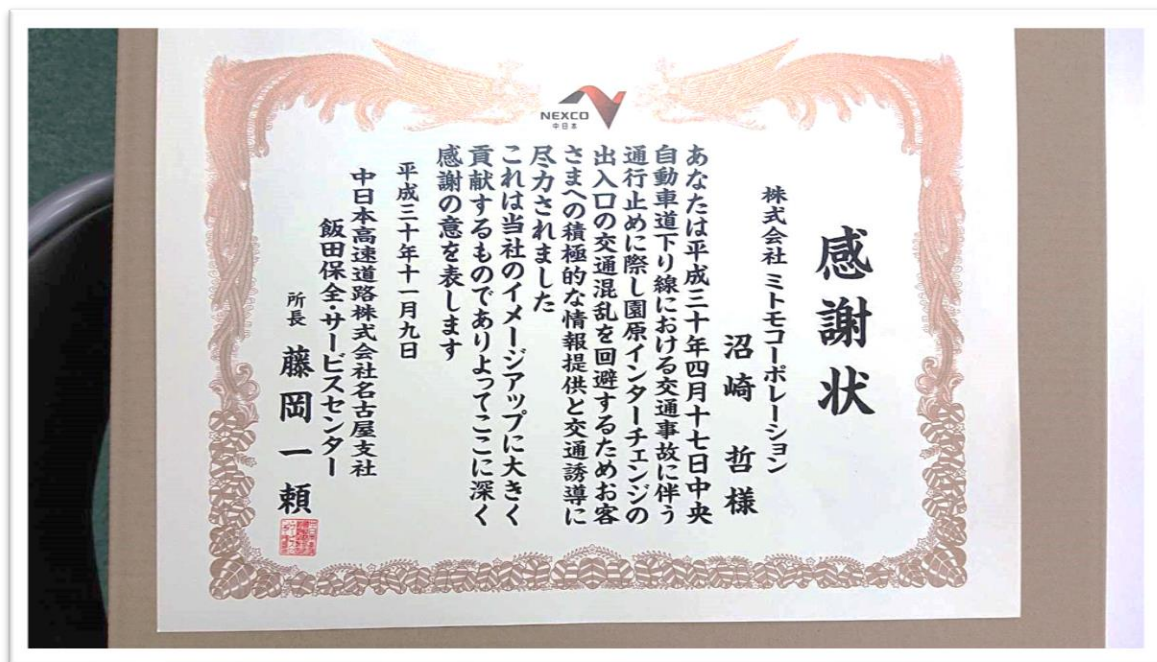 NEXCO
中日本
感謝状
株式会社 ミトモコーポレーション
沼崎 哲 様
あなたは平成三十年四月十七日中央
自動車道下り線における交通事故に伴う
通行止めに際し園原インターチェンジの
出入口の交通混乱を回避するためお客
さまへの積極的な情報提供と交通誘導に
尽力されました
これは当社のイメージアップに大きく
貢献するものでありよってここに深く
感謝の意を表します
平成三十年十一月九日
中日本高速道路株式会社名古屋支社
飯田保全・サービスセンター
所長 藤岡一頼